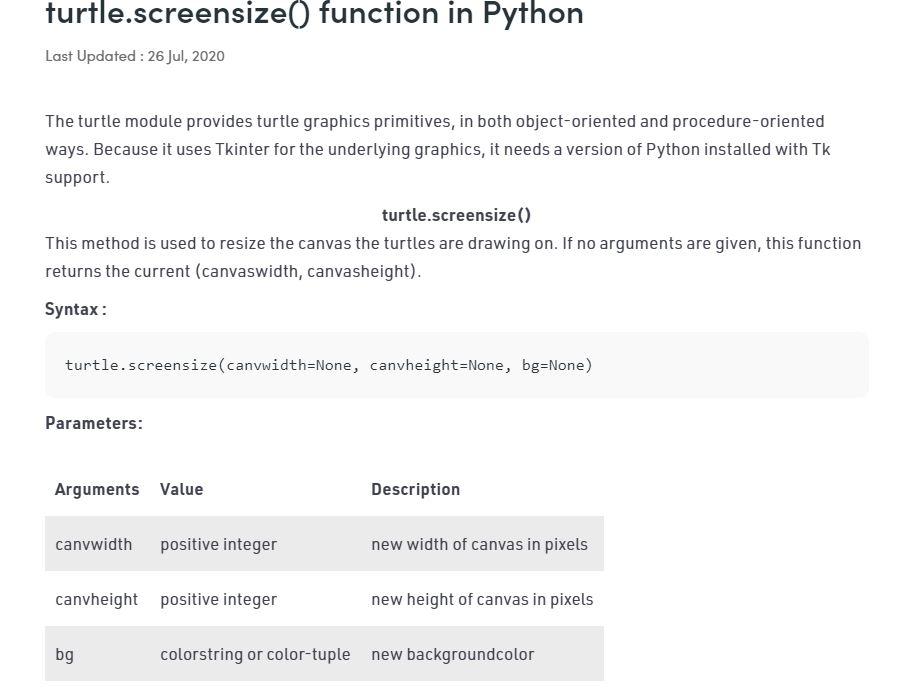 turtle.screensize() function in Python
Last Updated : 26 Jul, 2020
The turtle module provides turtle graphics primitives, in both object-oriented and procedure-oriented
ways. Because it uses Tkinter for the underlying graphics, it needs a version of Python installed with Tk
support.
turtle.screensize()
This method is used to resize the canvas the turtles are drawing on. If no arguments are given, this function
returns the current (canvaswidth, canvasheight).
Syntax :
turtle.screensize(canvwidth=None, canvheight=None, bg=None)
Parameters:
Arguments Value Description
canvwidth positive integer new width of canvas in pixels
canvheight positive integer new height of canvas in pixels
bg colorstring or color-tuple new backgroundcolor